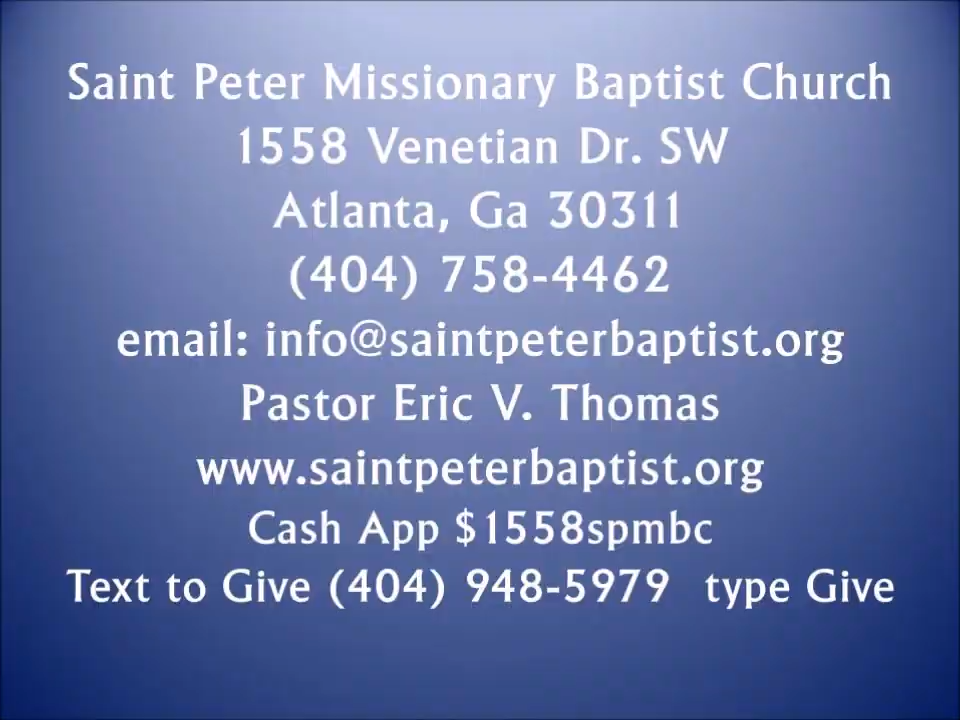 Saint Peter Missionary Baptist Church
1558 Venetian Dr. SW
Atlanta, Ga 30311
(404) 758-4462
email: info@saintpeterbaptist.org
Pastor Eric V. Thomas
www.saintpeterbaptist.org
Cash App $1558spmbc
Text to Give (404) 948-5979 type Give